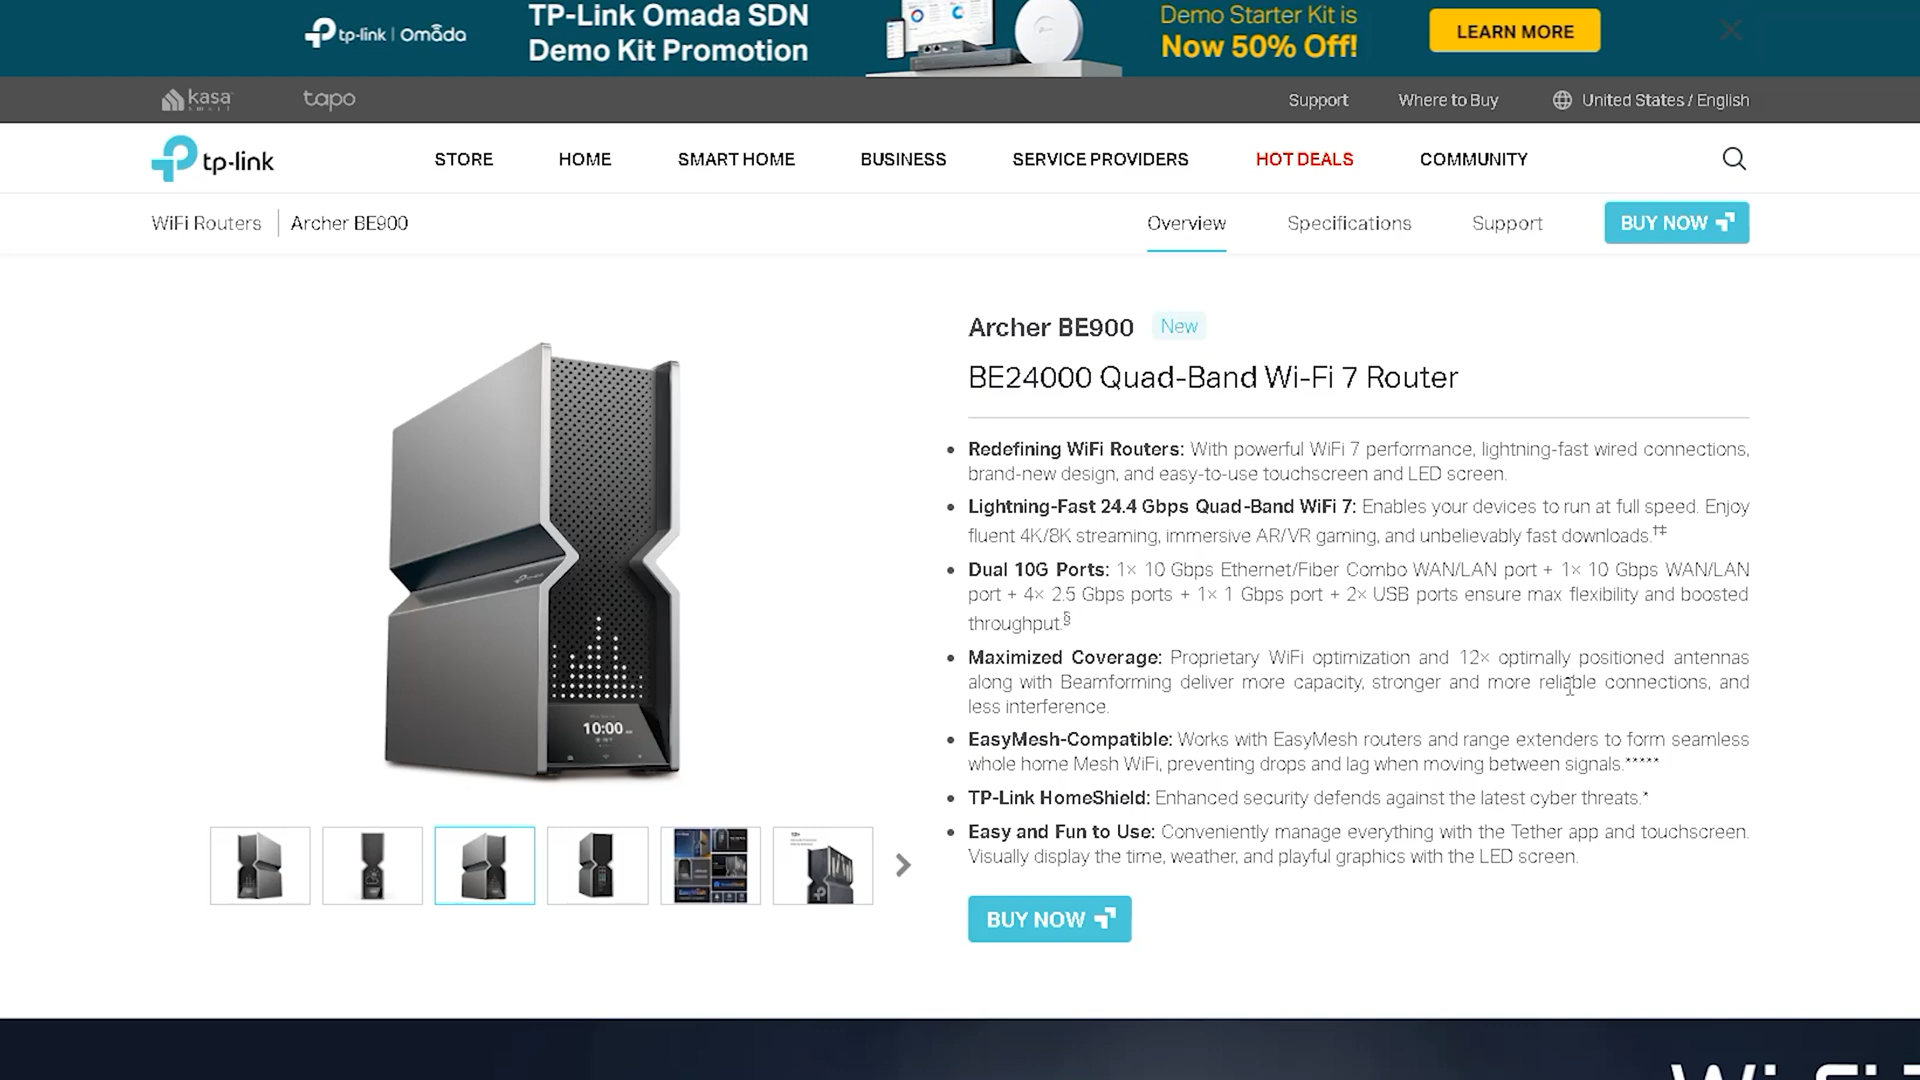 tp-link | Omada
TP-Link Omada SDN
Demo Kit Promotion
Demo Starter Kit is
Now 50% Off!
LEARN MORE
kasa
smart
tapo
Support
Where to Buy
United States / English
tp-link
STORE
HOME
SMART HOME
BUSINESS
SERVICE PROVIDERS
HOT DEALS
COMMUNITY
WiFi Routers
Archer BE900
Overview
Specifications
Support
BUY NOW
Archer BE900 New
BE24000 Quad-Band Wi-Fi 7 Router
Redefining WiFi Routers: With powerful WiFi 7 performance, lightning-fast wired connections,
brand-new design, and easy-to-use touchscreen and LED screen.
Lightning-Fast 24.4 Gbps Quad-Band WiFi 7: Enables your devices to run at full speed. Enjoy
fluent 4K/8K streaming, immersive AR/VR gaming, and unbelievably fast downloads.†‡
Dual 10G Ports: 1× 10 Gbps Ethernet/Fiber Combo WAN/LAN port + 1× 10 Gbps WAN/LAN
port + 4× 2.5 Gbps ports + 1× 1 Gbps port + 2× USB ports ensure max flexibility and boosted
throughput.§
Maximized Coverage: Proprietary WiFi optimization and 12× optimally positioned antennas
along with Beamforming deliver more capacity, stronger and more reliable connections, and
less interference.
EasyMesh-Compatible: Works with EasyMesh routers and range extenders to form seamless
whole home Mesh WiFi, preventing drops and lag when moving between signals.*****
TP-Link HomeShield: Enhanced security defends against the latest cyber threats.*
Easy and Fun to Use: Conveniently manage everything with the Tether app and touchscreen.
Visually display the time, weather, and playful graphics with the LED screen.
BUY NOW
tp-link
10:00
Wi-Fi 7